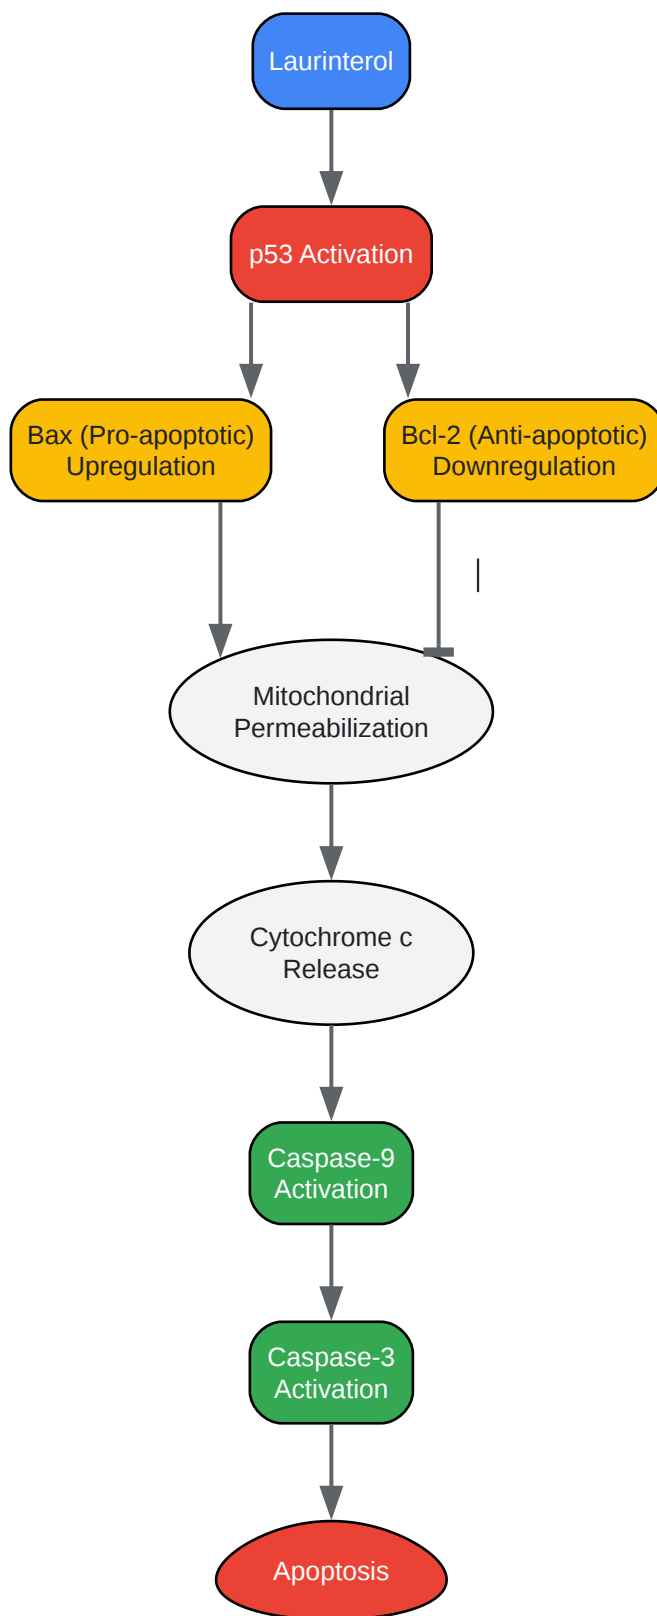 Laurinterol
p53 Activation
Bax (Pro-apoptotic)
Upregulation
Bcl-2 (Anti-apoptotic)
Downregulation
|
Mitochondrial
Permeabilization
Cytochrome c
Release
Caspase-9
Activation
Caspase-3
Activation
Apoptosis